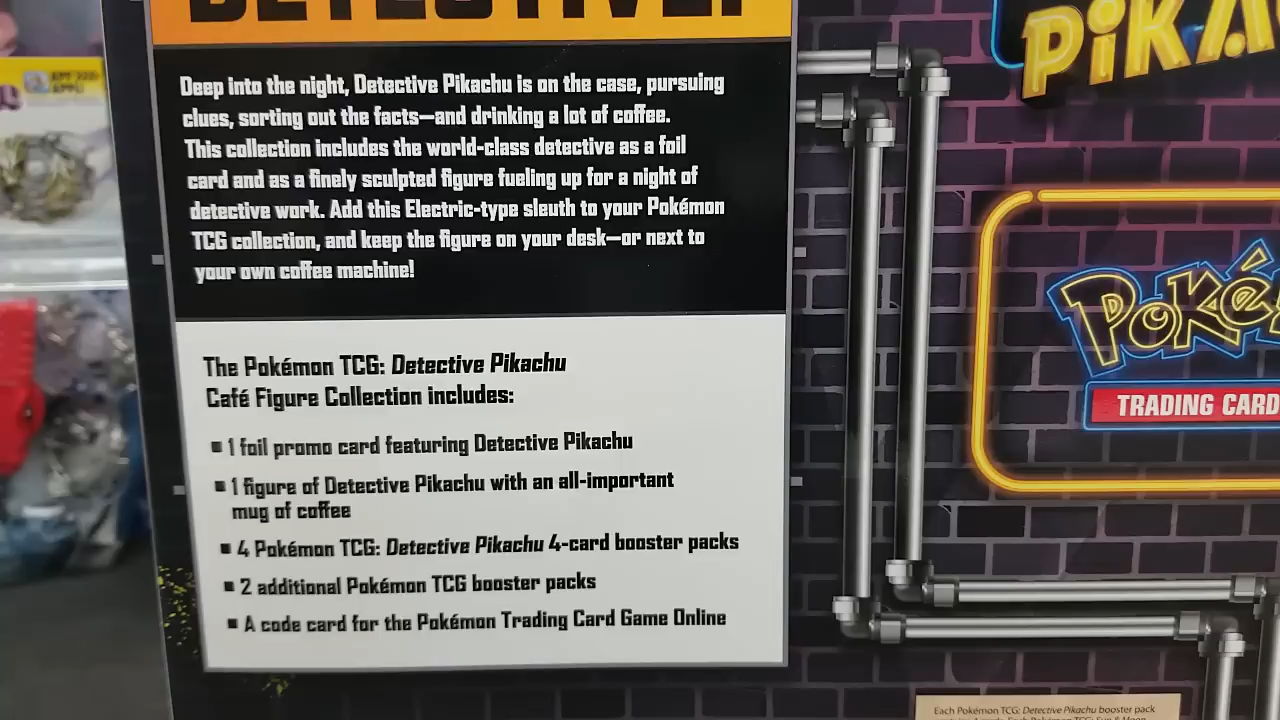 DETECTIVE!
Deep into the night, Detective Pikachu is on the case, pursuing
clues, sorting out the facts—and drinking a lot of coffee.
This collection includes the world-class detective as a foil
card and as a finely sculpted figure fueling up for a night of
detective work. Add this Electric-type sleuth to your Pokémon
TCG collection, and keep the figure on your desk—or next to
your own coffee machine!
The Pokémon TCG: Detective Pikachu
Café Figure Collection includes:
▪ 1 foil promo card featuring Detective Pikachu
▪ 1 figure of Detective Pikachu with an all-important
mug of coffee
▪ 4 Pokémon TCG: Detective Pikachu 4-card booster packs
▪ 2 additional Pokémon TCG booster packs
▪ A code card for the Pokémon Trading Card Game Online
PiKA
POKé
TRADING CARD
Each Pokémon TCG: Detective Pikachu booster pack